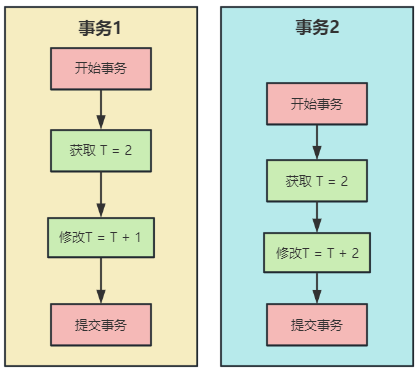 事务1
开始事务
获取 T = 2
修改T = T + 1
提交事务
事务2
开始事务
获取 T = 2
修改T = T + 2
提交事务